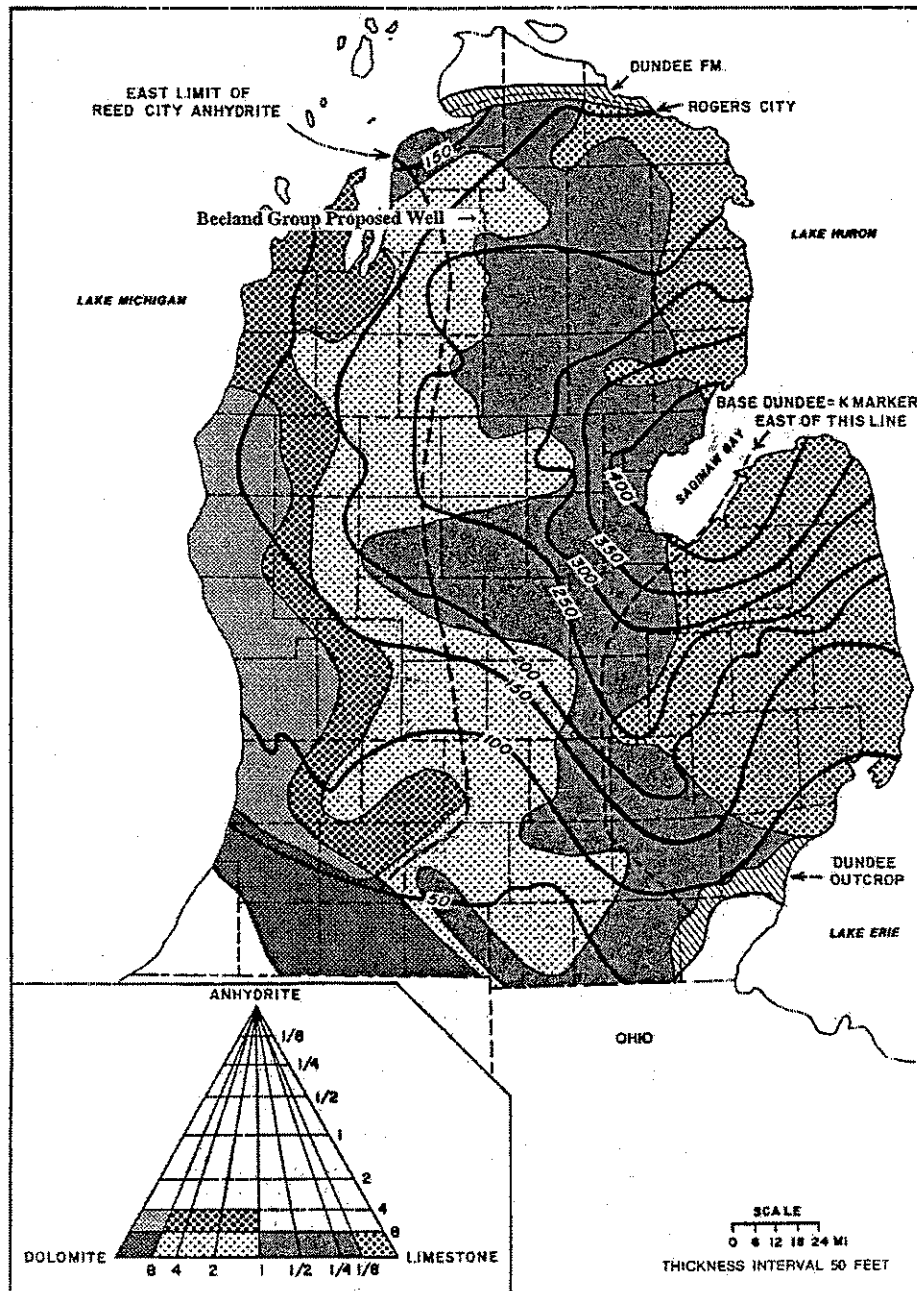 DUNDEE FM.
EAST LIMIT OF
REED CITY ANHYDRITE
ROGERS CITY
150
Beeland Group Proposed Well →
LAKE HURON
LAKE MICHIGAN
BASE DUNDEE = K MARKER
EAST OF THIS LINE
SAGINAW BAY
400
350
300
250
200
150
100
50
DUNDEE
OUTCROP
LAKE ERIE
OHIO
ANHYDRITE
1/8
1/4
1/2
1
2
4
8
DOLOMITE
LIMESTONE
8 4 2 1 1/2 1/4 1/8
SCALE
0 6 12 18 24 MI
THICKNESS INTERVAL 50 FEET